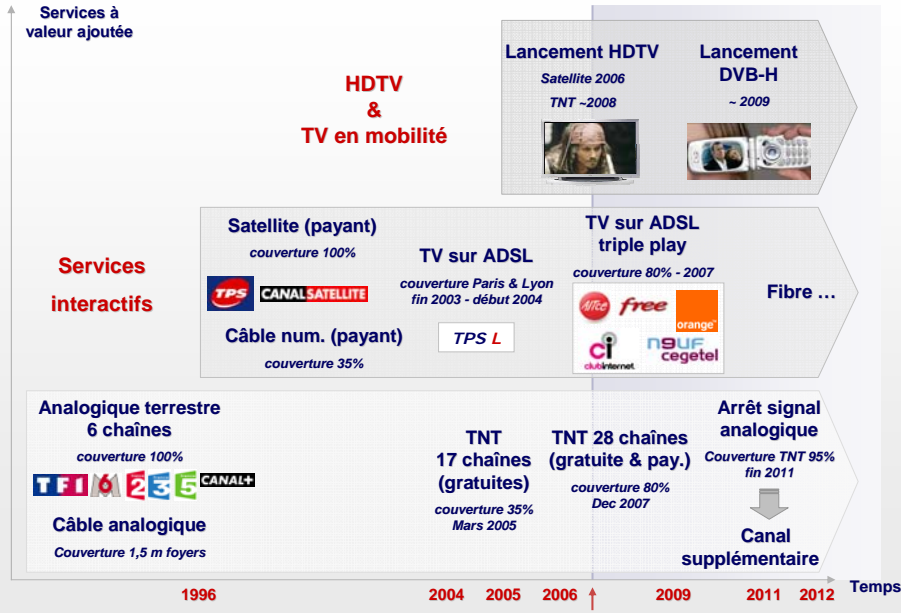 Services à
valeur ajoutée
HDTV
&
TV en mobilité
Lancement HDTV
Satellite 2006
TNT ~2008
Lancement
DVB-H
~ 2009
Services
interactifs
Satellite (payant)
couverture 100%
TPS
CANALSATELLITE
Câble num. (payant)
couverture 35%
TV sur ADSL
couverture Paris & Lyon
fin 2003 - début 2004
TPS L
TV sur ADSL
triple play
couverture 80% - 2007
Alice
free
orange™
ci
clubinternet.
neuf
cegetel
Fibre …
Analogique terrestre
6 chaînes
couverture 100%
TF1 M6 2 3 5 CANAL+
Câble analogique
Couverture 1,5 m foyers
TNT
17 chaînes
(gratuites)
couverture 35%
Mars 2005
TNT 28 chaînes
(gratuite & pay.)
couverture 80%
Dec 2007
Arrêt signal
analogique
Couverture TNT 95%
fin 2011
Canal
supplémentaire
Temps
1996 2004 2005 2006 2009 2011 2012